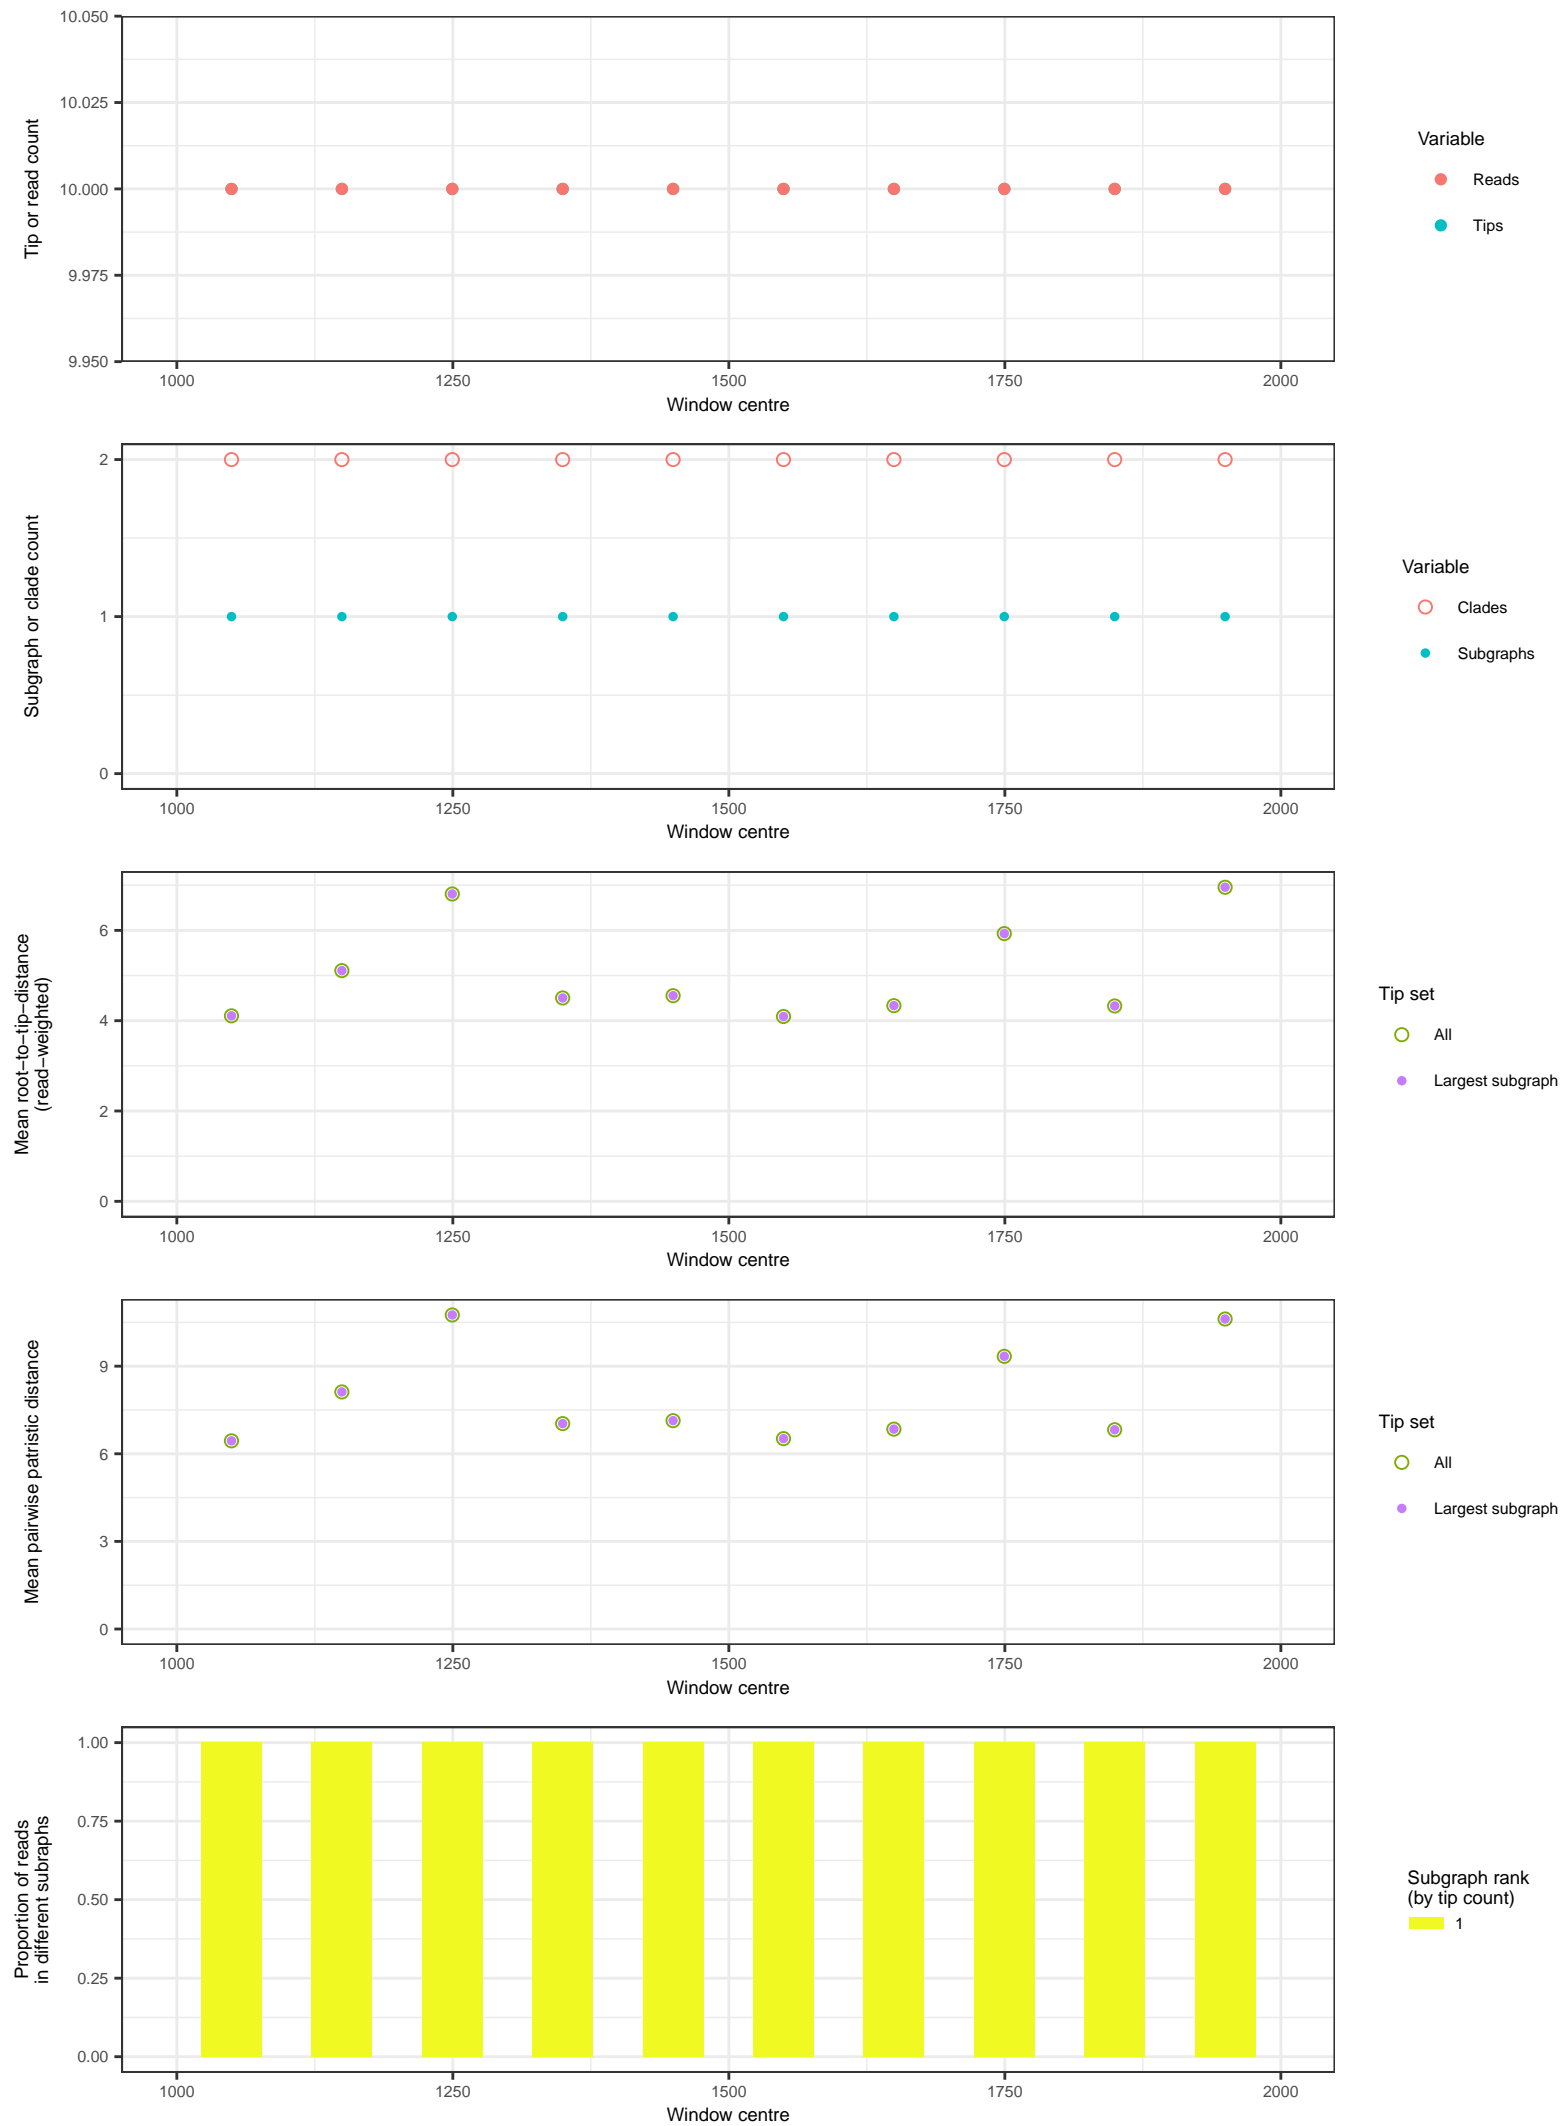 10.050
10.025
10.000
9.975
9.950
Tip or read count
1000 1250 1500 1750 2000
Window centre
Variable
Reads
Tips
2
1
0
Subgraph or clade count
1000 1250 1500 1750 2000
Window centre
Variable
Clades
Subgraphs
6
4
2
0
Mean root−to−tip−distance
(read−weighted)
1000 1250 1500 1750 2000
Window centre
Tip set
All
Largest subgraph
9
6
3
0
Mean pairwise patristic distance
1000 1250 1500 1750 2000
Window centre
Tip set
All
Largest subgraph
1.00
0.75
0.50
0.25
0.00
Proportion of reads
in different subraphs
1000 1250 1500 1750 2000
Window centre
Subgraph rank
(by tip count)
1